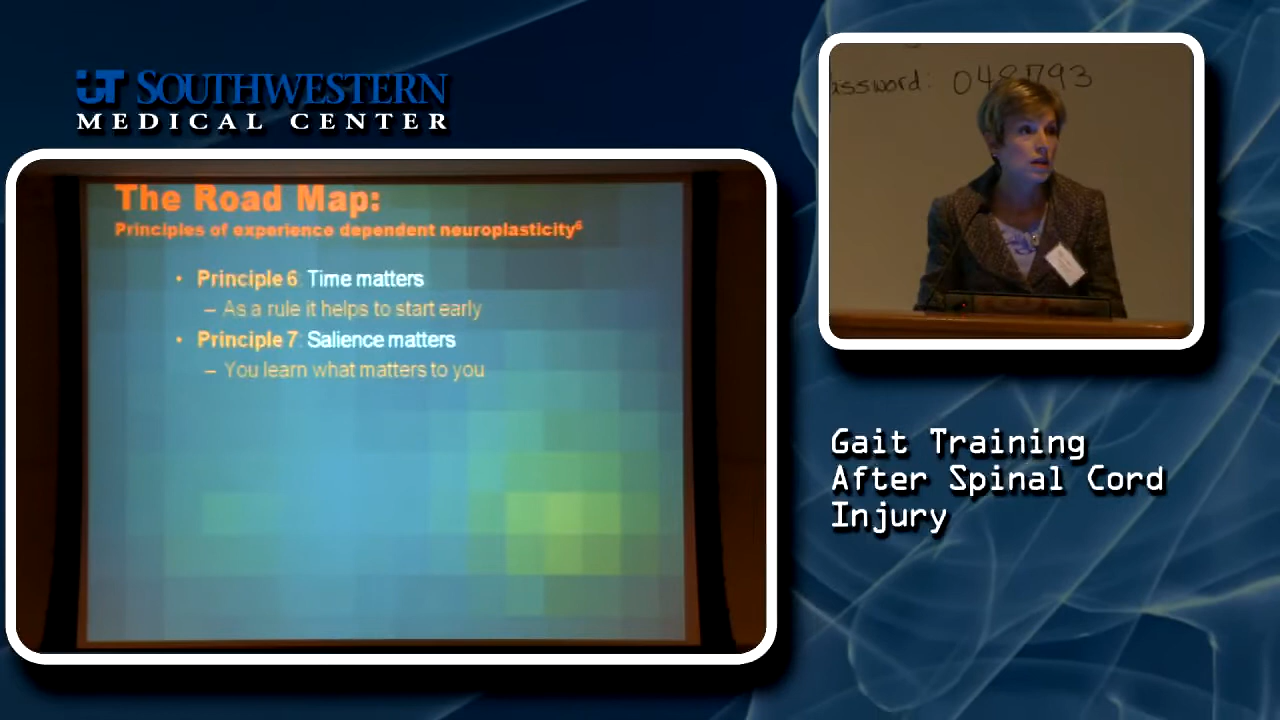 UT SOUTHWESTERN
MEDICAL CENTER
The Road Map:
Principles of experience dependent neuroplasticity⁶
• Principle 6: Time matters
– As a rule it helps to start early
• Principle 7: Salience matters
– You learn what matters to you
assword: 048793
Gait Training
After Spinal Cord
Injury